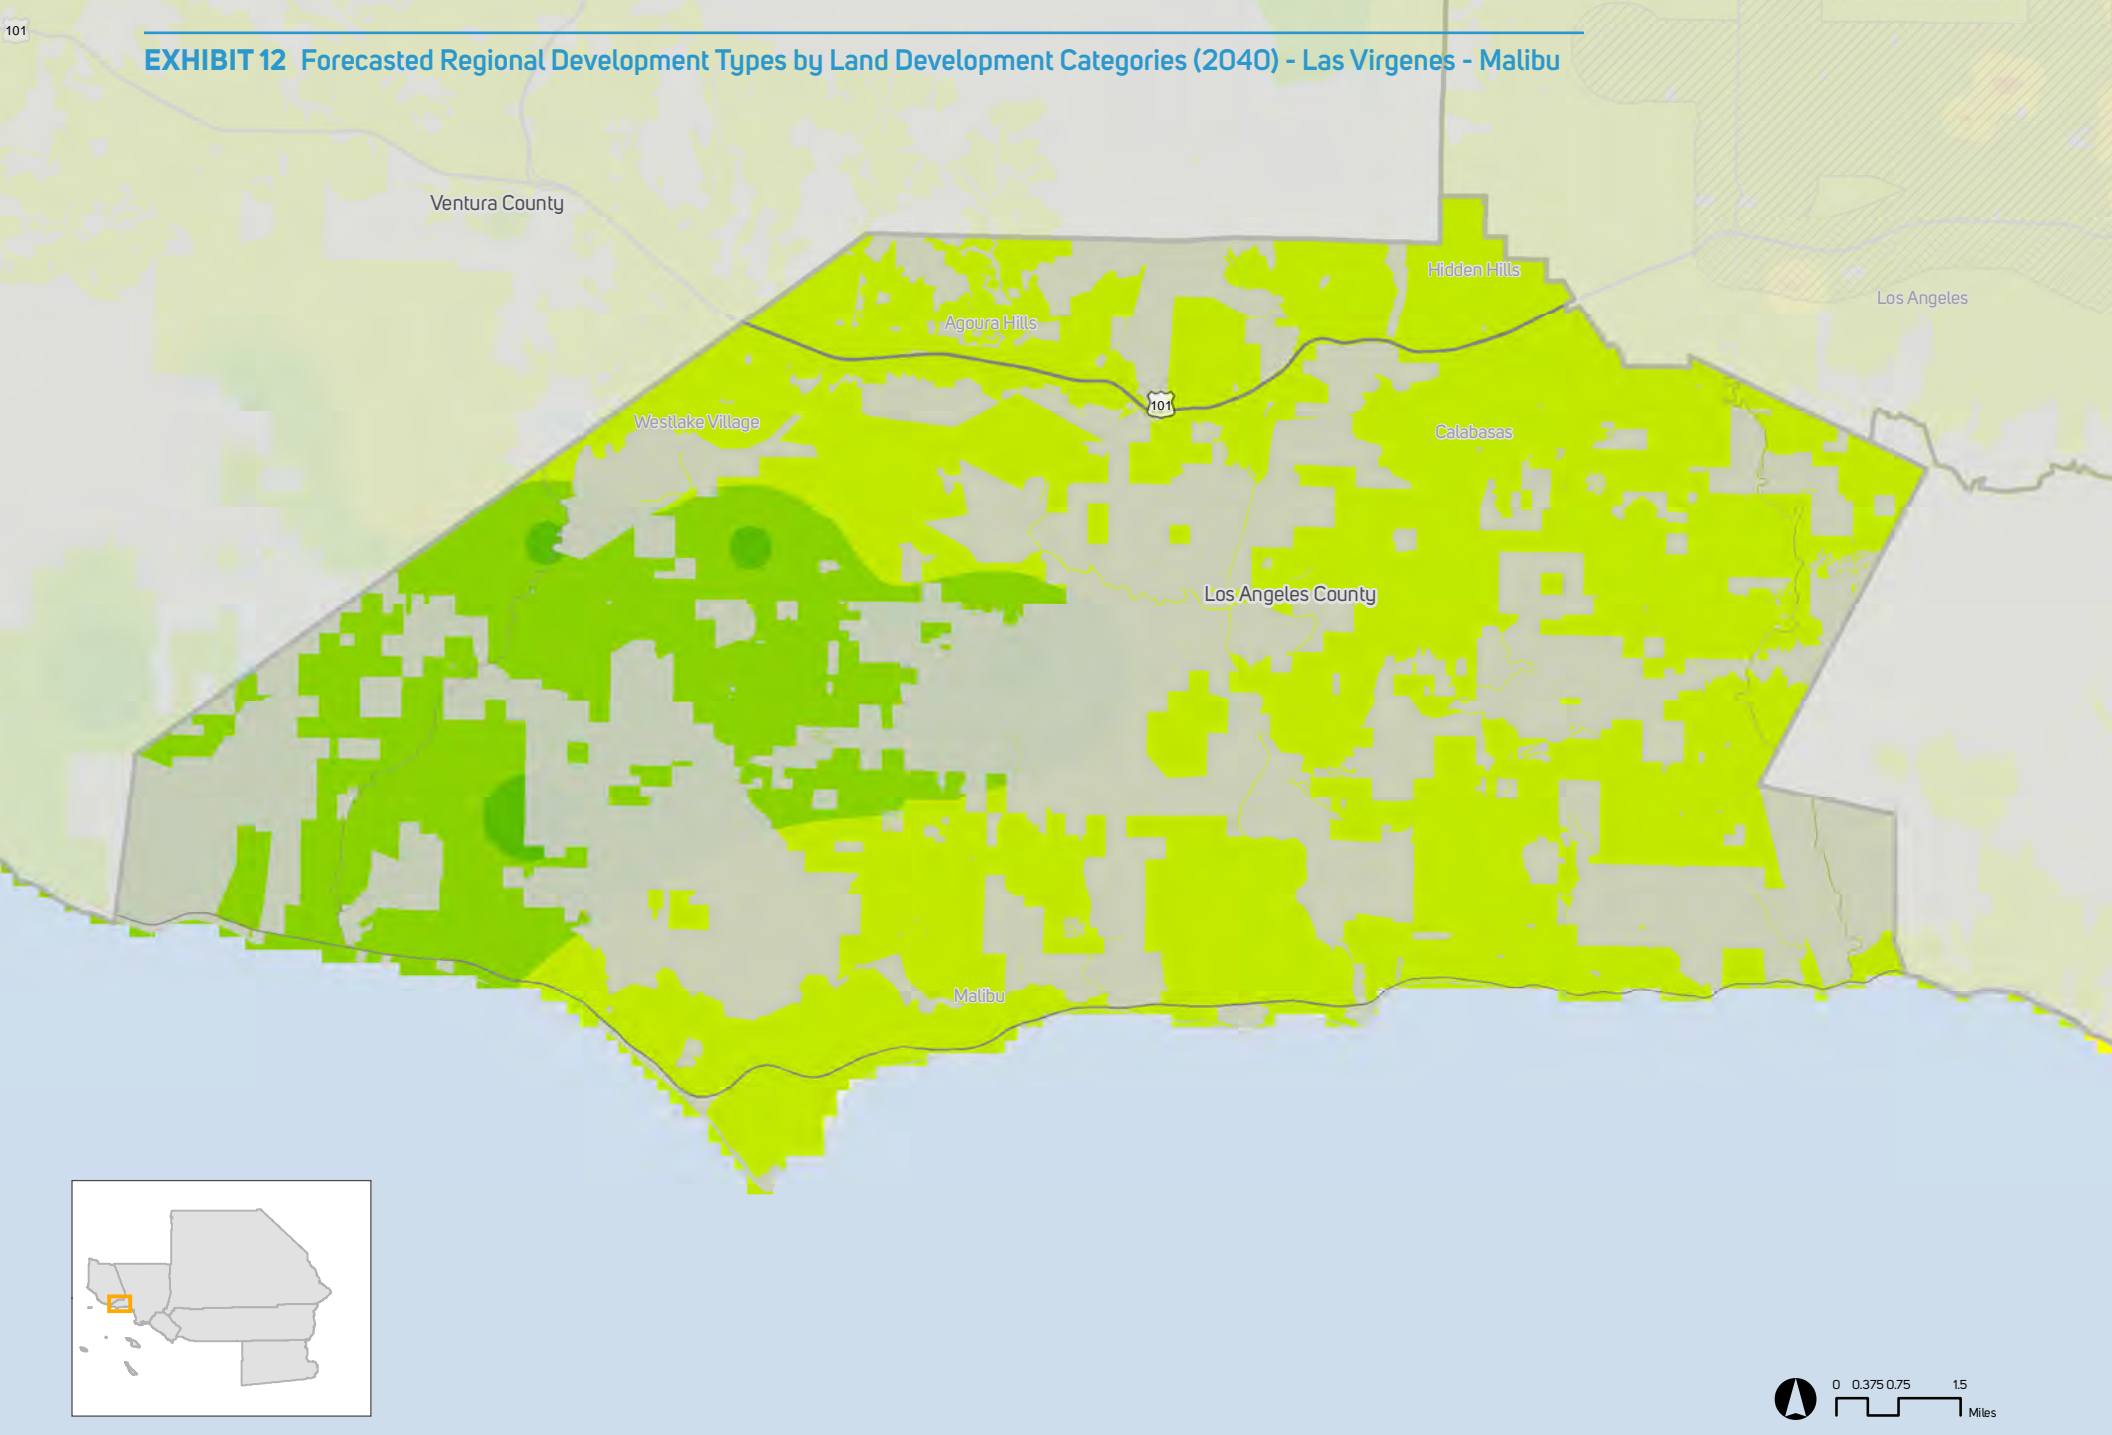 101
EXHIBIT 12 Forecasted Regional Development Types by Land Development Categories (2040) - Las Virgenes - Malibu
Ventura County
Hidden Hills
Los Angeles
Agoura Hills
101
Westlake Village
Calabasas
Los Angeles County
Malibu
0 0.375 0.75 1.5
Miles